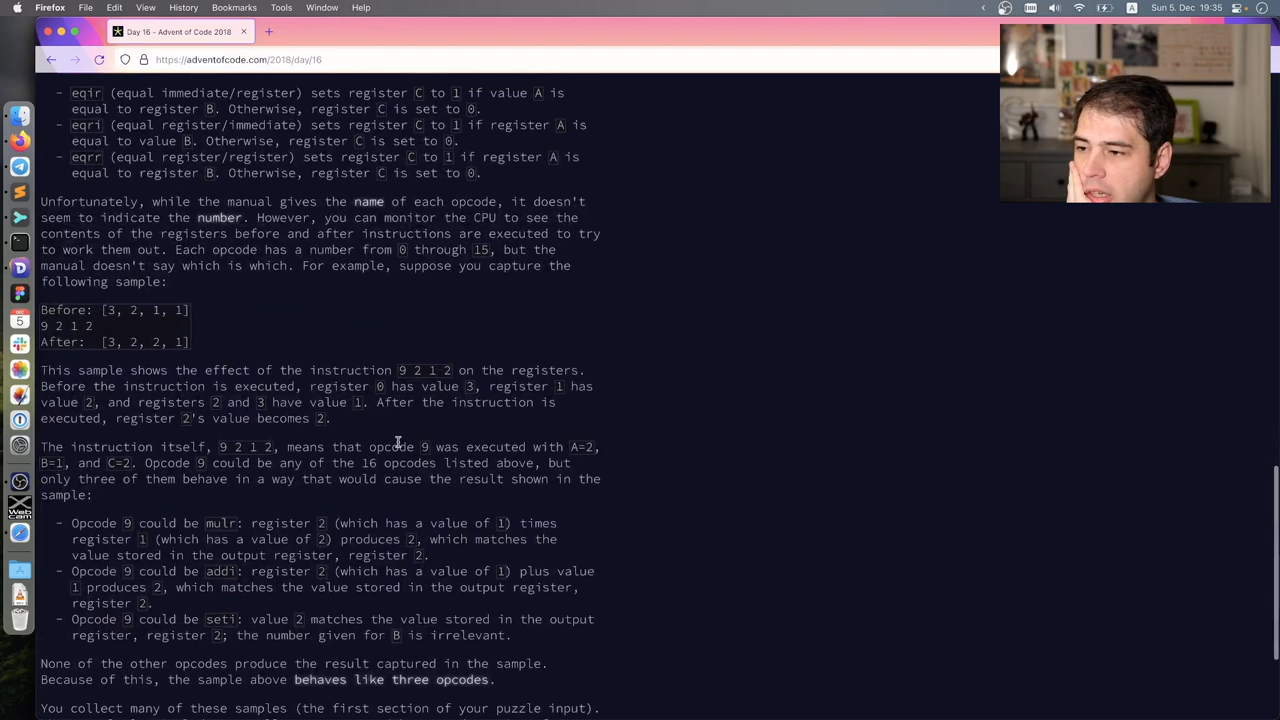 Firefox File Edit View History Bookmarks Tools Window Help
Sun 5. Dec 19:35
Day 16 - Advent of Code 2018
https://adventofcode.com/2018/day/16
- eqir (equal immediate/register) sets register C to 1 if value A is
equal to register B. Otherwise, register C is set to 0.
- eqri (equal register/immediate) sets register C to 1 if register A is
equal to value B. Otherwise, register C is set to 0.
- eqrr (equal register/register) sets register C to 1 if register A is
equal to register B. Otherwise, register C is set to 0.
Unfortunately, while the manual gives the name of each opcode, it doesn't
seem to indicate the number. However, you can monitor the CPU to see the
contents of the registers before and after instructions are executed to try
to work them out. Each opcode has a number from 0 through 15, but the
manual doesn't say which is which. For example, suppose you capture the
following sample:
Before: [3, 2, 1, 1]
9 2 1 2
After:  [3, 2, 2, 1]
This sample shows the effect of the instruction 9 2 1 2 on the registers.
Before the instruction is executed, register 0 has value 3, register 1 has
value 2, and registers 2 and 3 have value 1. After the instruction is
executed, register 2's value becomes 2.
The instruction itself, 9 2 1 2, means that opcode 9 was executed with A=2,
B=1, and C=2. Opcode 9 could be any of the 16 opcodes listed above, but
only three of them behave in a way that would cause the result shown in the
sample:
- Opcode 9 could be mulr: register 2 (which has a value of 1) times
register 1 (which has a value of 2) produces 2, which matches the
value stored in the output register, register 2.
- Opcode 9 could be addi: register 2 (which has a value of 1) plus value
1 produces 2, which matches the value stored in the output register,
register 2.
- Opcode 9 could be seti: value 2 matches the value stored in the output
register, register 2; the number given for B is irrelevant.
None of the other opcodes produce the result captured in the sample.
Because of this, the sample above behaves like three opcodes.
You collect many of these samples (the first section of your puzzle input).